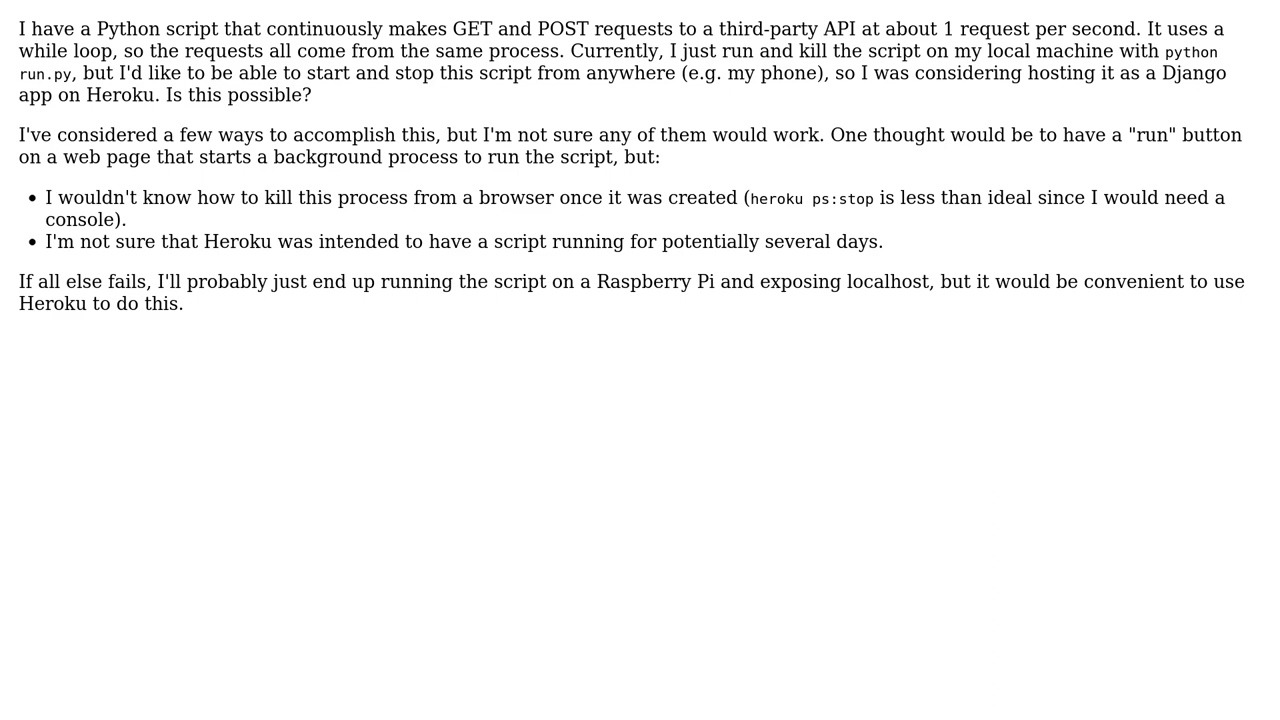 I have a Python script that continuously makes GET and POST requests to a third-party API at about 1 request per second. It uses a
while loop, so the requests all come from the same process. Currently, I just run and kill the script on my local machine with python
run.py, but I'd like to be able to start and stop this script from anywhere (e.g. my phone), so I was considering hosting it as a Django
app on Heroku. Is this possible?
I've considered a few ways to accomplish this, but I'm not sure any of them would work. One thought would be to have a "run" button
on a web page that starts a background process to run the script, but:
• I wouldn't know how to kill this process from a browser once it was created (heroku ps:stop is less than ideal since I would need a
console).
• I'm not sure that Heroku was intended to have a script running for potentially several days.
If all else fails, I'll probably just end up running the script on a Raspberry Pi and exposing localhost, but it would be convenient to use
Heroku to do this.